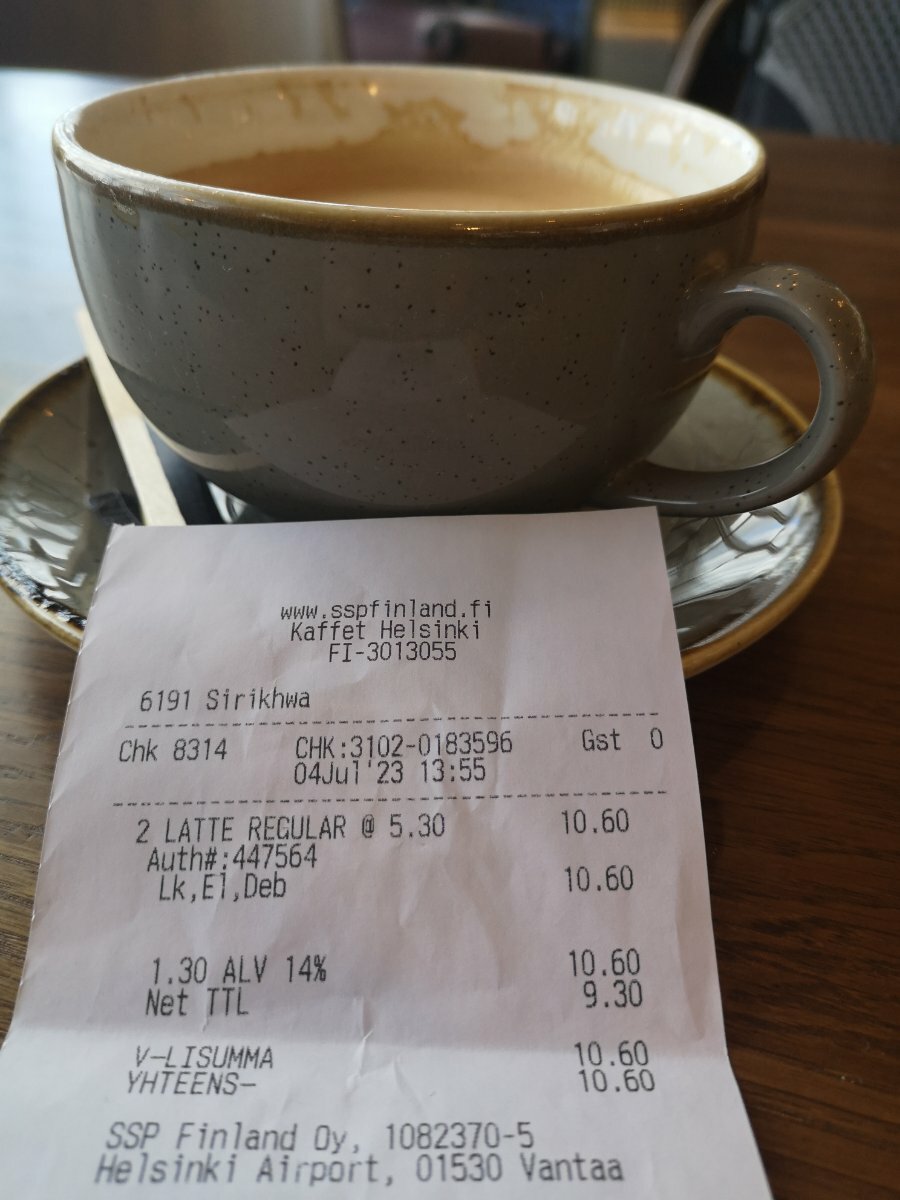 www.sspfinland.fi
Kaffet Helsinki
FI-3013055
6191 Sirikhwa
Chk 8314 CHK:3102-0183596 Gst 0
04Jul'23 13:55
2 LATTE REGULAR @ 5.30 10.60
Auth#:447564
Lk,El,Deb 10.60
1.30 ALV 14% 10.60
Net TTL 9.30
V-LISUMMA 10.60
YHTEENS- 10.60
SSP Finland Oy, 1082370-5
Helsinki Airport, 01530 Vantaa